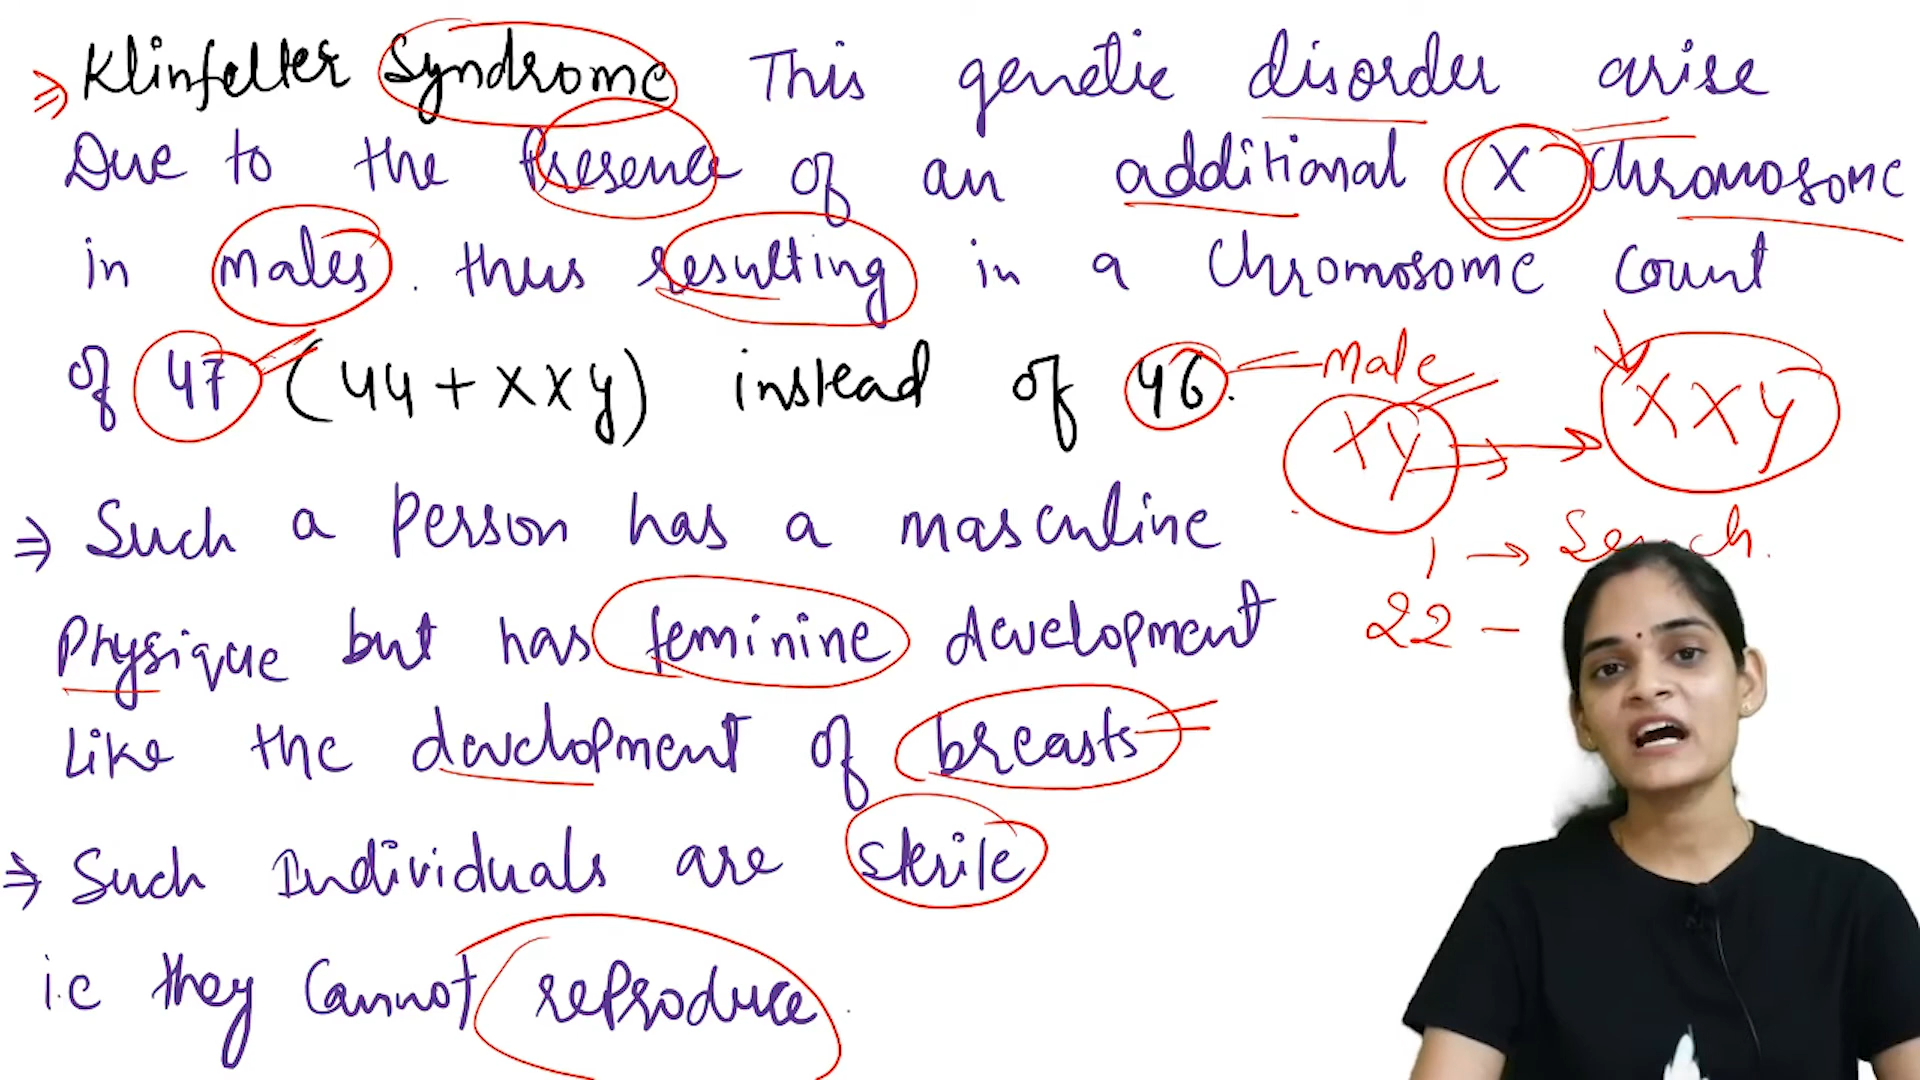 ⇒ Klinfelter Syndrome This genetic disorder arise
Due to the Presence of an additional X Chromosome
in males. thus resulting in a Chromosome count
of 47 (44 + XXY) instead of 46.
Male
XY → XXY
⇒ Such a Person has a masculine
Physique but has feminine development
Like the development of breasts
1 →
22 -
⇒ Such Individuals are sterile
i.e they Cannot reproduce.